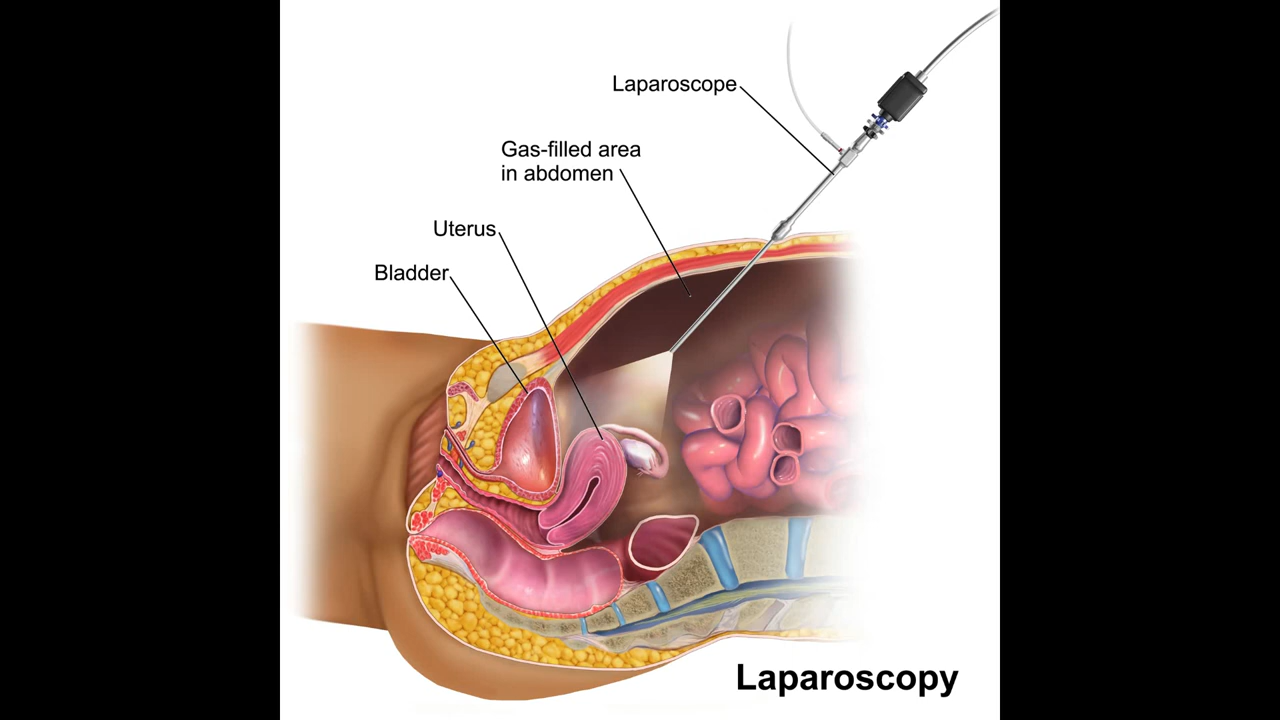 Laparoscope
Gas-filled area
in abdomen
Uterus
Bladder
Laparoscopy